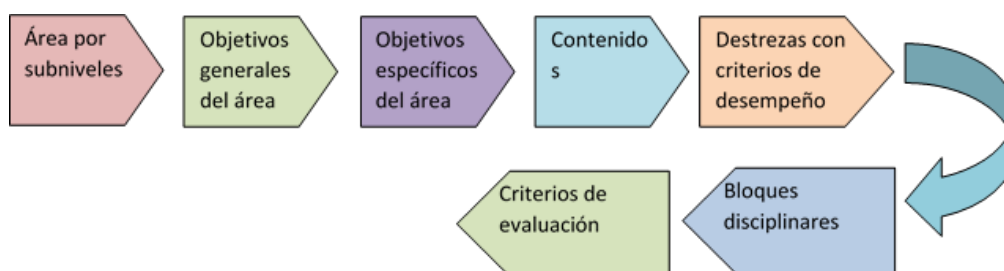 Área por
subniveles
Objetivos
generales
del área
Objetivos
específicos
del área
Contenido
s
Destrezas con
criterios de
desempeño
Bloques
disciplinares
Criterios de
evaluación